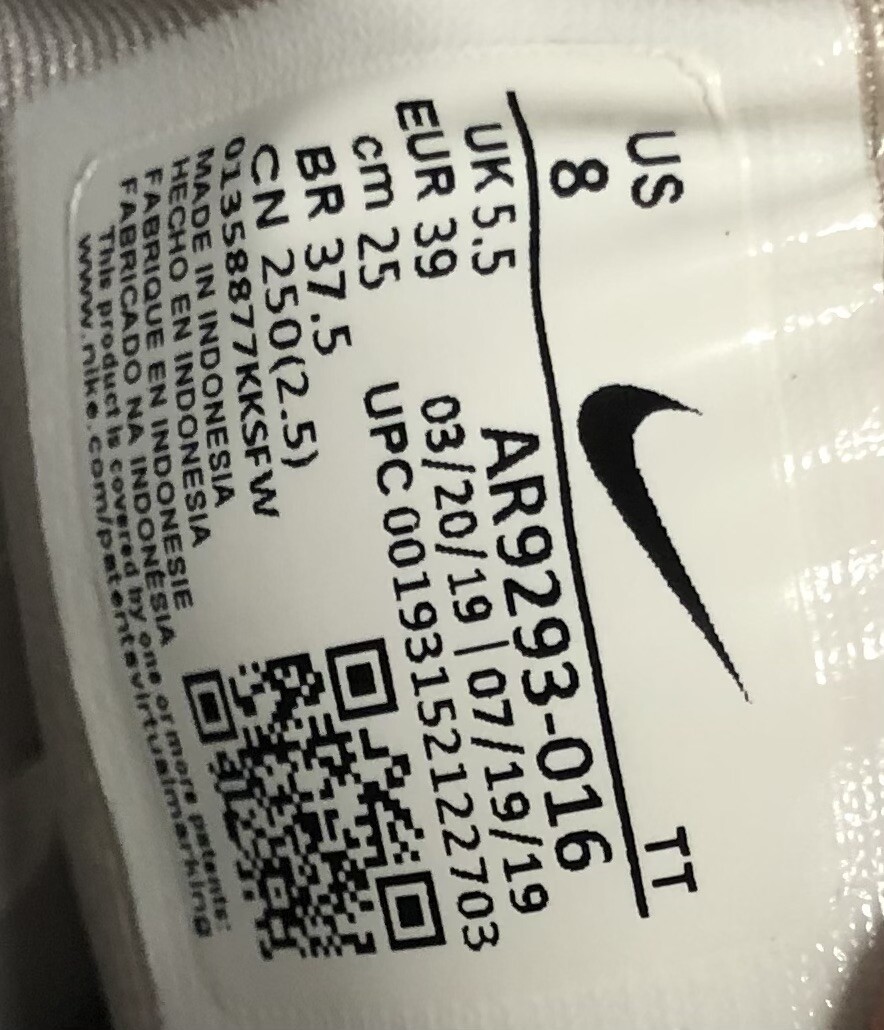 US
8
TT
UK 5.5
EUR 39
cm 25
BR 37.5
CN 250(2.5)
AR9293-016
03/20/19 | 07/19/19
UPC 00193152122703
01358877KKSFW
MADE IN INDONESIA
HECHO EN INDONESIA
FABRIQUE EN INDONESIE
FABRICADO NA INDONÉSIA
This product is covered by one or more patents:
www.nike.com/patentsvirtualmarking